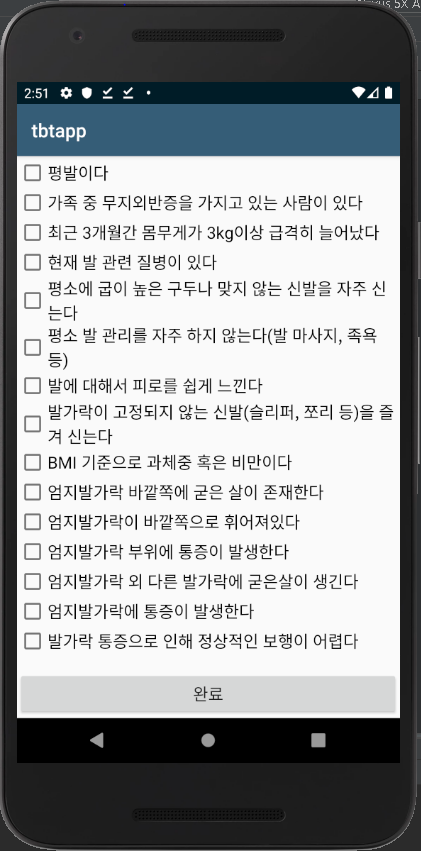 2:51
tbtapp
평발이다
가족 중 무지외반증을 가지고 있는 사람이 있다
최근 3개월간 몸무게가 3kg이상 급격히 늘어났다
현재 발 관련 질병이 있다
평소에 굽이 높은 구두나 맞지 않는 신발을 자주 신
는다
평소 발 관리를 자주 하지 않는다(발 마사지, 족욕
등)
발에 대해서 피로를 쉽게 느낀다
발가락이 고정되지 않는 신발(슬리퍼, 쪼리 등)을 즐
겨 신는다
BMI 기준으로 과체중 혹은 비만이다
엄지발가락 바깥쪽에 굳은 살이 존재한다
엄지발가락이 바깥쪽으로 휘어져있다
엄지발가락 부위에 통증이 발생한다
엄지발가락 외 다른 발가락에 굳은살이 생긴다
엄지발가락에 통증이 발생한다
발가락 통증으로 인해 정상적인 보행이 어렵다
완료